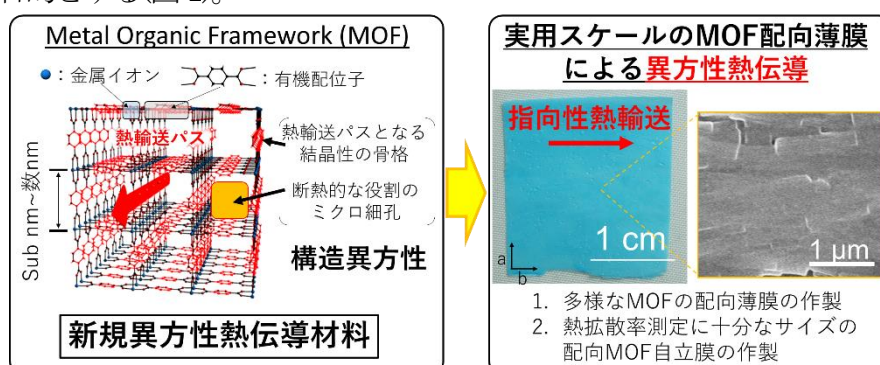 Metal Organic Framework (MOF)
：金属イオン
：有機配位子
熱輸送パス
熱輸送パスとなる
結晶性の骨格
断熱的な役割の
ミクロ細孔
Sub nm~数nm
構造異方性
新規異方性熱伝導材料
実用スケールのMOF配向薄膜
による異方性熱伝導
指向性熱輸送
1 cm
a
b
1 μm
1. 多様なMOFの配向薄膜の作製
2. 熱拡散率測定に十分なサイズの
配向MOF自立膜の作製